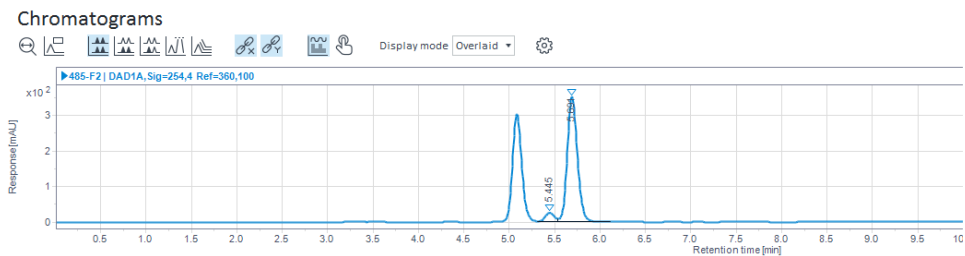 Chromatograms
Display mode Overlaid
485-F2 | DAD1A,Sig=254,4 Ref=360,100
x10 2
Response[mAU]
3
2
1
0
5.445
0.5 1.0 1.5 2.0 2.5 3.0 3.5 4.0 4.5 5.0 5.5 6.0 6.5 7.0 7.5 8.0 8.5 9.0 9.5 10
Retention time [min]